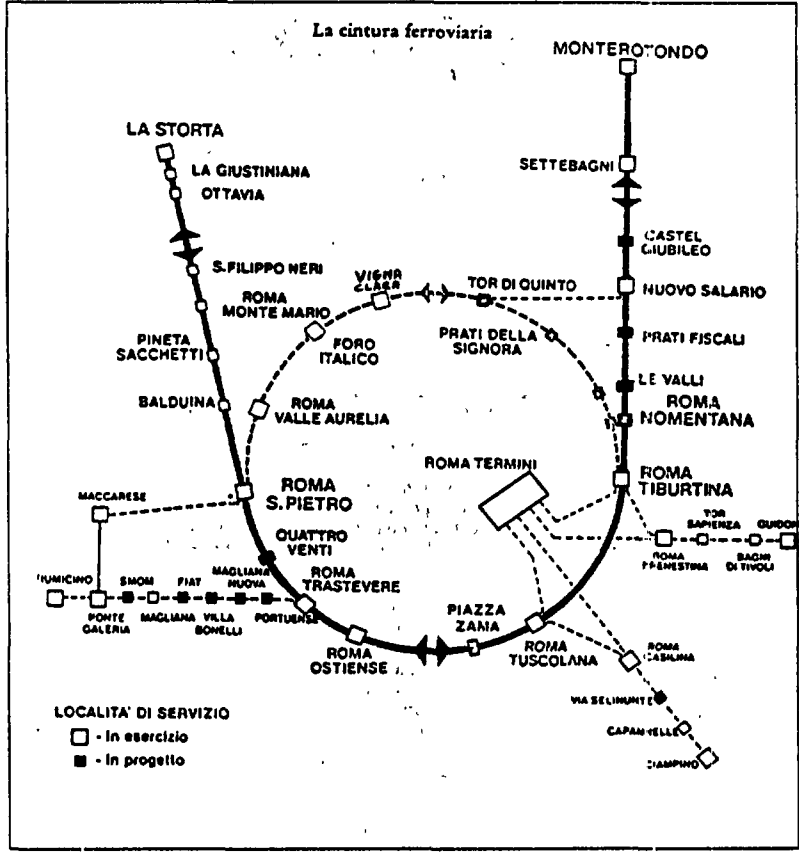 La cintura ferroviaria
MONTEROTONDO
LA STORTA
LA GIUSTINIANA
OTTAVIA
SETTEBAGNI
CASTEL
GIUBILEO
S.FILIPPO NERI
VIGNA
CLARA
TOR DI QUINTO
NUOVO SALARIO
ROMA
MONTE MARIO
FORO
ITALICO
PRATI DELLA
SIGNORA
PRATI FISCALI
PINETA
SACCHETTI
LE VALLI
ROMA
NOMENTANA
BALDUINA
ROMA
VALLE AURELIA
ROMA TERMINI
ROMA
TIBURTINA
ROMA
S.PIETRO
MACCARESE
TOR
SAPIENZA
GUIDON
ROMA
PRENESTINA
BAGNI
DI TIVOLI
QUATTRO
VENTI
ROMA
TRASTEVERE
IUMICINO
SMOM
FIAT
MAGLIANA
NUOVA
PONTE
GALERIA
MAGLIANA
VILLA
BONELLI
PORTUENSE
PIAZZA
ZAMA
ROMA
OSTIENSE
ROMA
TUSCOLANA
ROMA
CASILINA
VIA SELINUNTE
CAPANNELLE
CIAMPINO
LOCALITA' DI SERVIZIO
- In esercizio
- In progetto